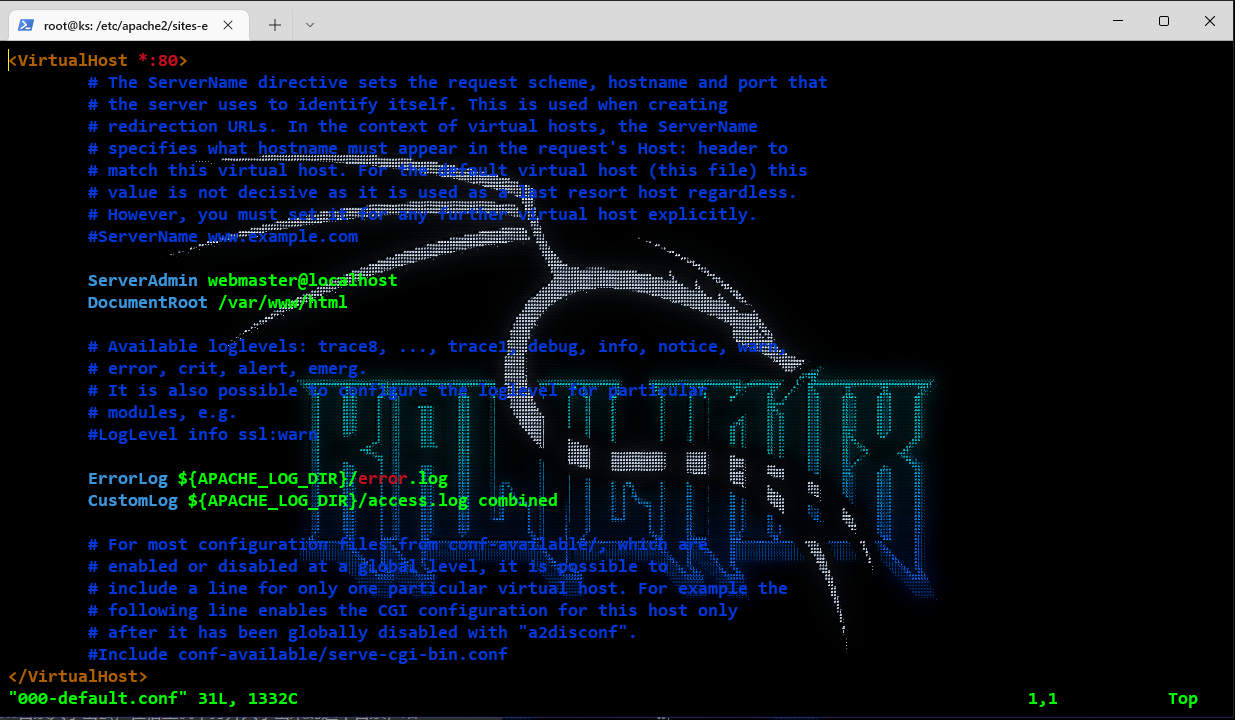 root@ks: /etc/apache2/sites-e
<VirtualHost *:80>
# The ServerName directive sets the request scheme, hostname and port that
# the server uses to identify itself. This is used when creating
# redirection URLs. In the context of virtual hosts, the ServerName
# specifies what hostname must appear in the request's Host: header to
# match this virtual host. For the default virtual host (this file) this
# value is not decisive as it is used as a last resort host regardless.
# However, you must set it for any further virtual host explicitly.
#ServerName www.example.com
ServerAdmin webmaster@localhost
DocumentRoot /var/www/html
# Available loglevels: trace8, ..., trace1, debug, info, notice, warn,
# error, crit, alert, emerg.
# It is also possible to configure the loglevel for particular
# modules, e.g.
#LogLevel info ssl:warn
ErrorLog ${APACHE_LOG_DIR}/error.log
CustomLog ${APACHE_LOG_DIR}/access.log combined
# For most configuration files from conf-available/, which are
# enabled or disabled at a global level, it is possible to
# include a line for only one particular virtual host. For example the
# following line enables the CGI configuration for this host only
# after it has been globally disabled with "a2disconf".
#Include conf-available/serve-cgi-bin.conf
</VirtualHost>
"000-default.conf" 31L, 1332C 1,1 Top
KALI LINUX